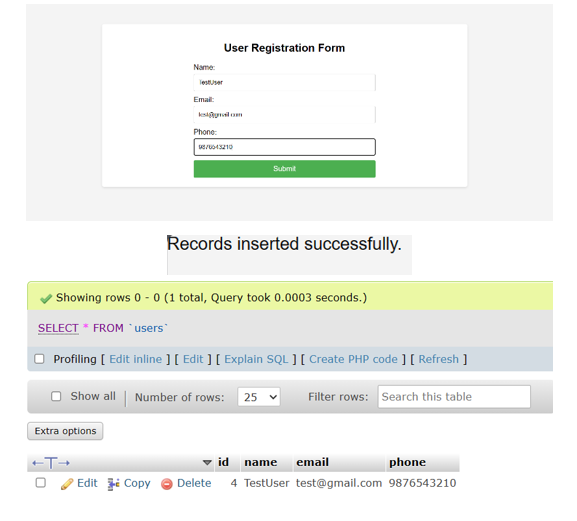 User Registration Form
Name:
TestUser
Email:
test@gmail.com
Phone:
9876543210
Submit
Records inserted successfully.
Showing rows 0 - 0 (1 total, Query took 0.0003 seconds.)
SELECT * FROM `users`
Profiling [ Edit inline ] [ Edit ] [ Explain SQL ] [ Create PHP code ] [ Refresh ]
Show all Number of rows: 25 Filter rows: Search this table
Extra options
←T→ id name email phone
Edit Copy Delete 4 TestUser test@gmail.com 9876543210